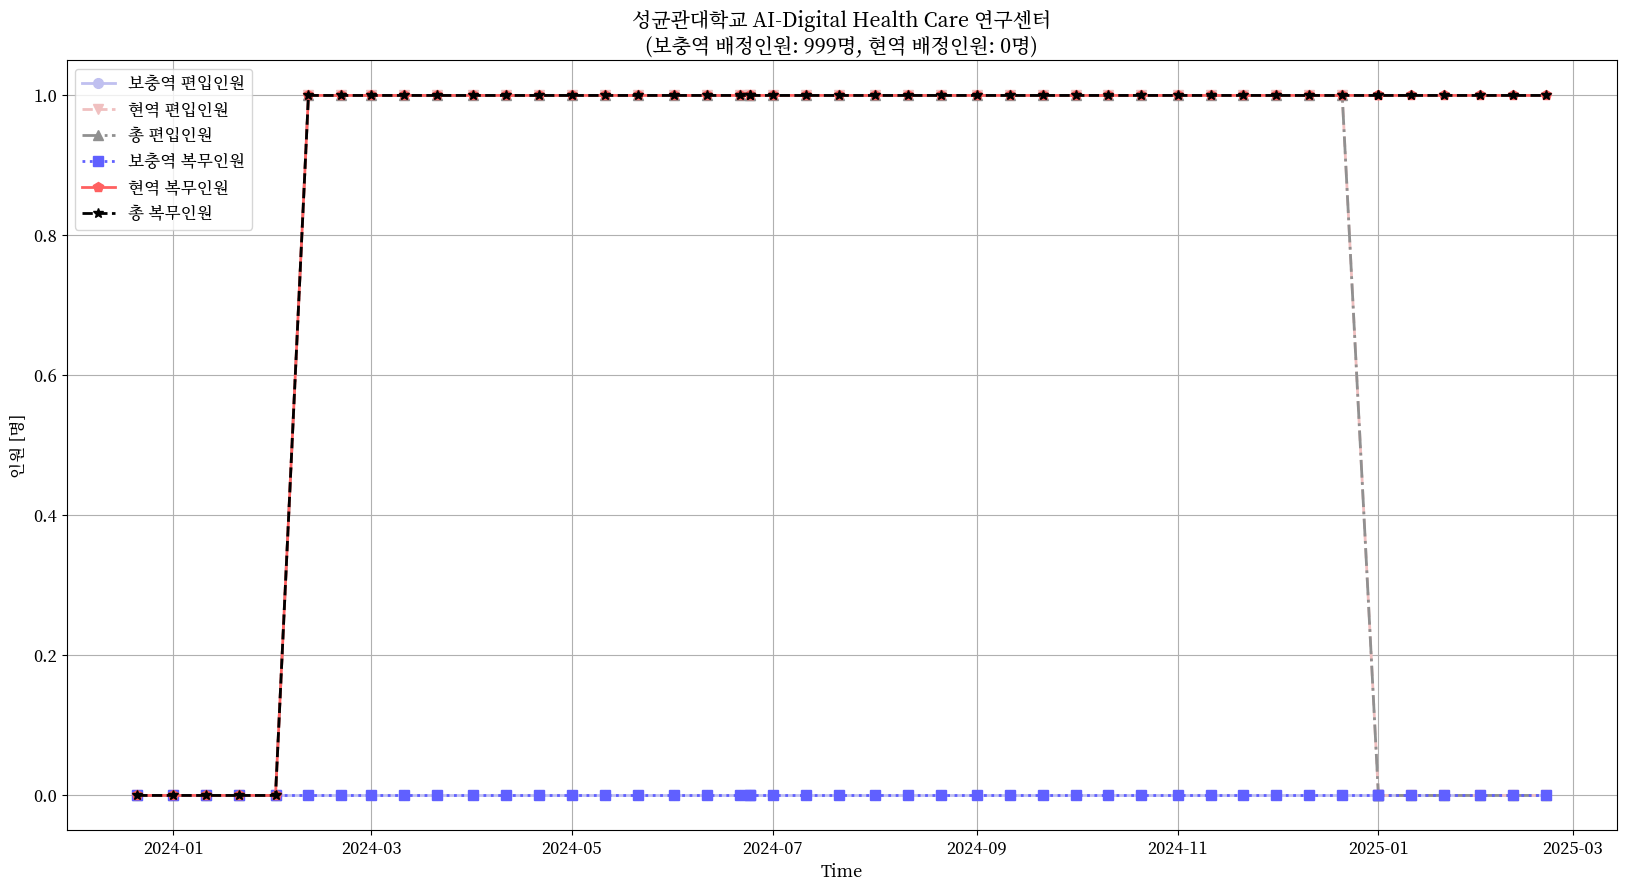 성균관대학교 AI-Digital Health Care 연구센터
(보충역 배정인원: 999명, 현역 배정인원: 0명)
보충역 편입인원
현역 편입인원
총 편입인원
보충역 복무인원
현역 복무인원
총 복무인원
1.0
0.8
0.6
0.4
0.2
0.0
인원 [명]
2024-01 2024-03 2024-05 2024-07 2024-09 2024-11 2025-01 2025-03
Time